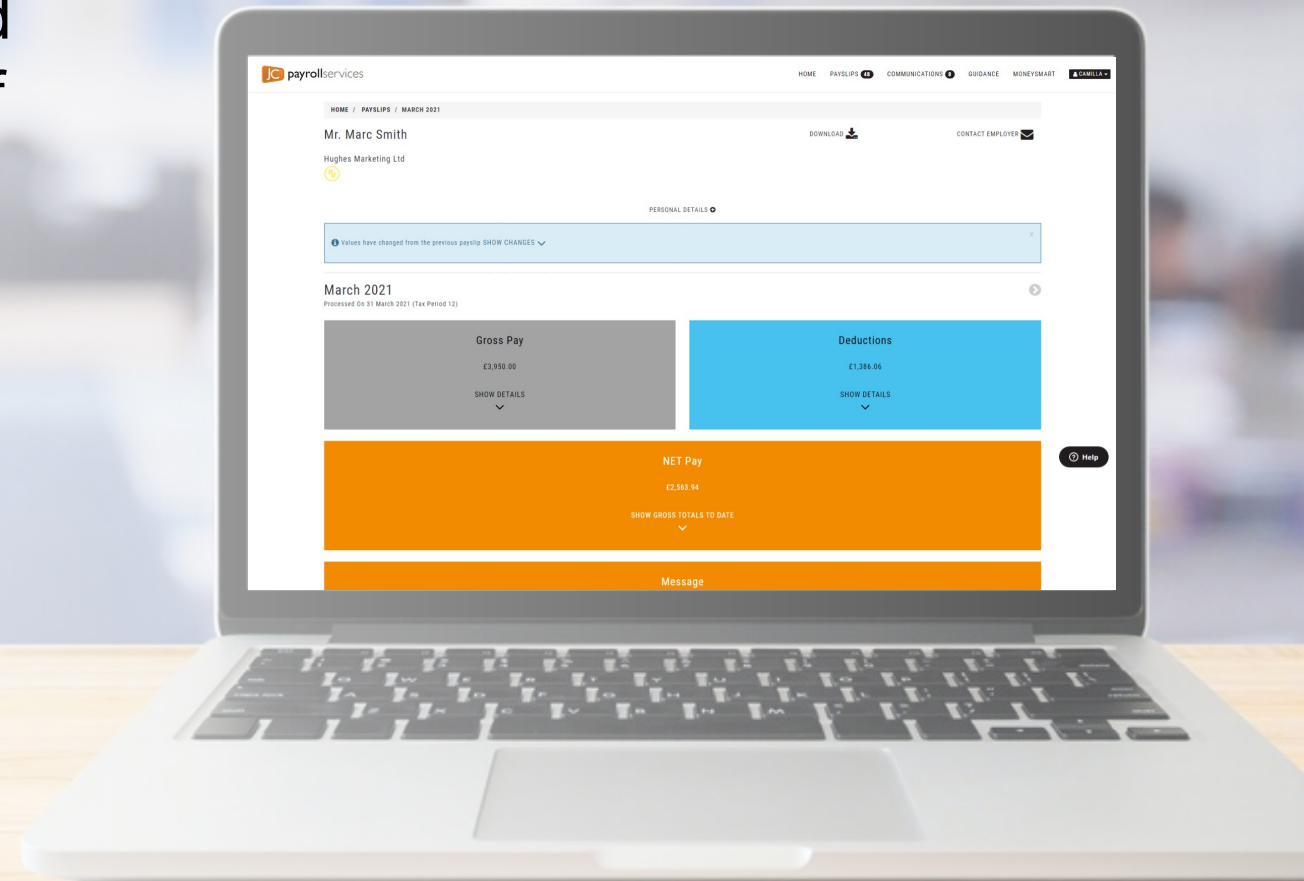 d
f
JC payrollservices
HOME PAYSLIPS 48 COMMUNICATIONS GUIDANCE MONEYSMART CAMILLA
HOME / PAYSLIPS / MARCH 2021
Mr. Marc Smith
DOWNLOAD
CONTACT EMPLOYER
Hughes Marketing Ltd
PERSONAL DETAILS
Values have changed from the previous payslip SHOW CHANGES
x
March 2021
Processed On 31 March 2021 (Tax Period 12)
Gross Pay
£3,950.00
SHOW DETAILS
Deductions
£1,386.06
SHOW DETAILS
NET Pay
£2,563.94
SHOW GROSS TOTALS TO DATE
? Help
Message